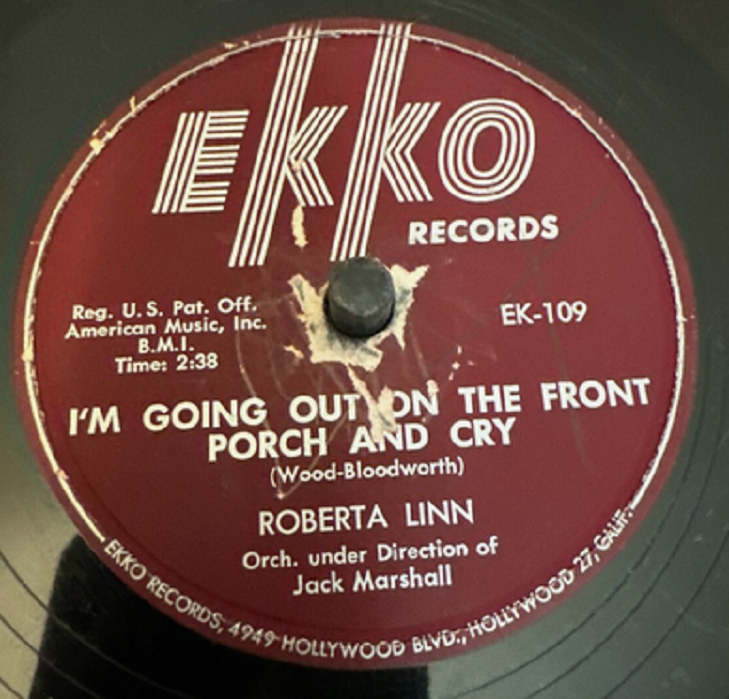 EKKO
RECORDS
Reg. U. S. Pat. Off.
American Music, Inc.
B.M.I.
Time: 2:38
EK-109
I'M GOING OUT ON THE FRONT
PORCH AND CRY
(Wood-Bloodworth)
ROBERTA LINN
Orch. under Direction of
Jack Marshall
EKKO RECORDS, 4949 HOLLYWOOD BLVD., HOLLYWOOD 27, CALIF.